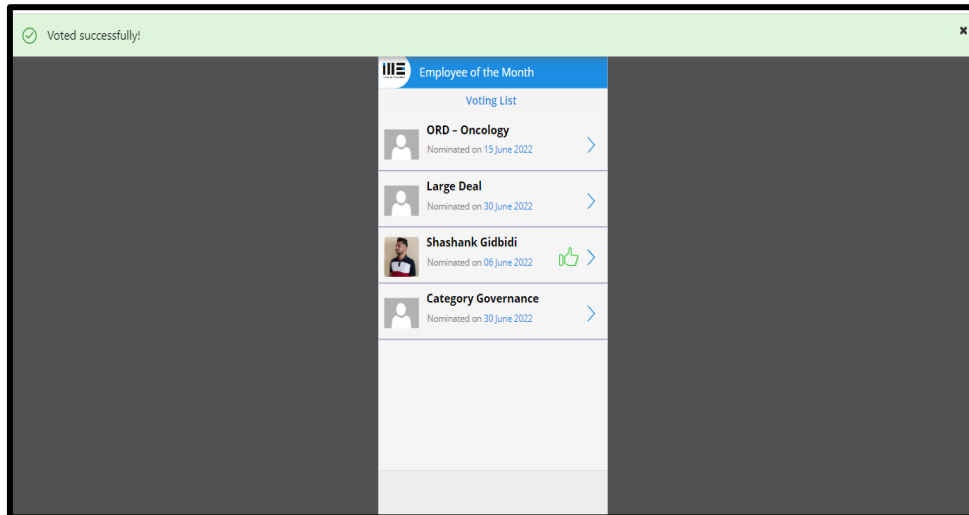 Voted successfully!
Employee of the Month
Voting List
ORD – Oncology
Nominated on 15 June 2022
Large Deal
Nominated on 30 June 2022
Shashank Gidbidi
Nominated on 06 June 2022
Category Governance
Nominated on 30 June 2022